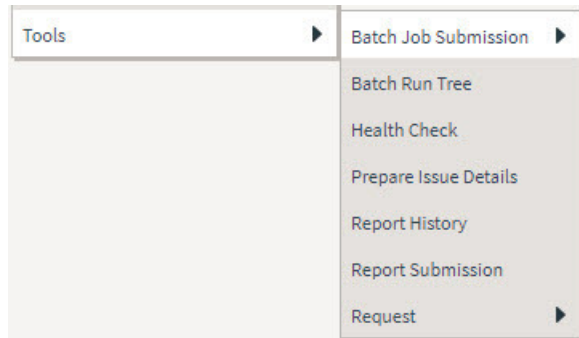 Tools
Batch Job Submission
Batch Run Tree
Health Check
Prepare Issue Details
Report History
Report Submission
Request